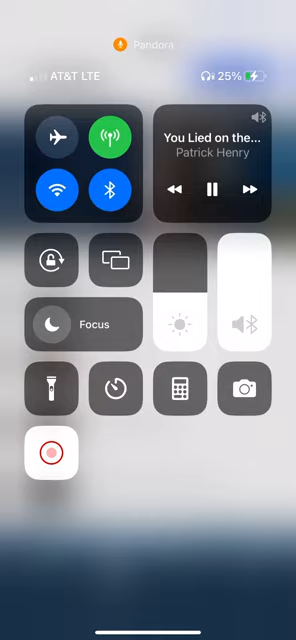 Pandora
AT&T LTE
25%
You Lied on the...
Patrick Henry
Focus